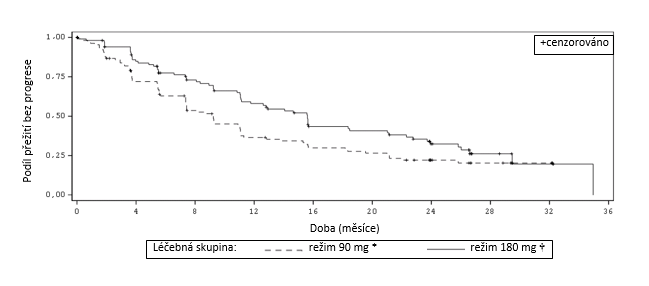 +cenzorováno
1.00
0.75
0.50
0.25
0.00
Podíl přežití bez progrese
0 4 8 12 16 20 24 28 32 36
Doba (měsíce)
Léčebná skupina: režim 90 mg * režim 180 mg †